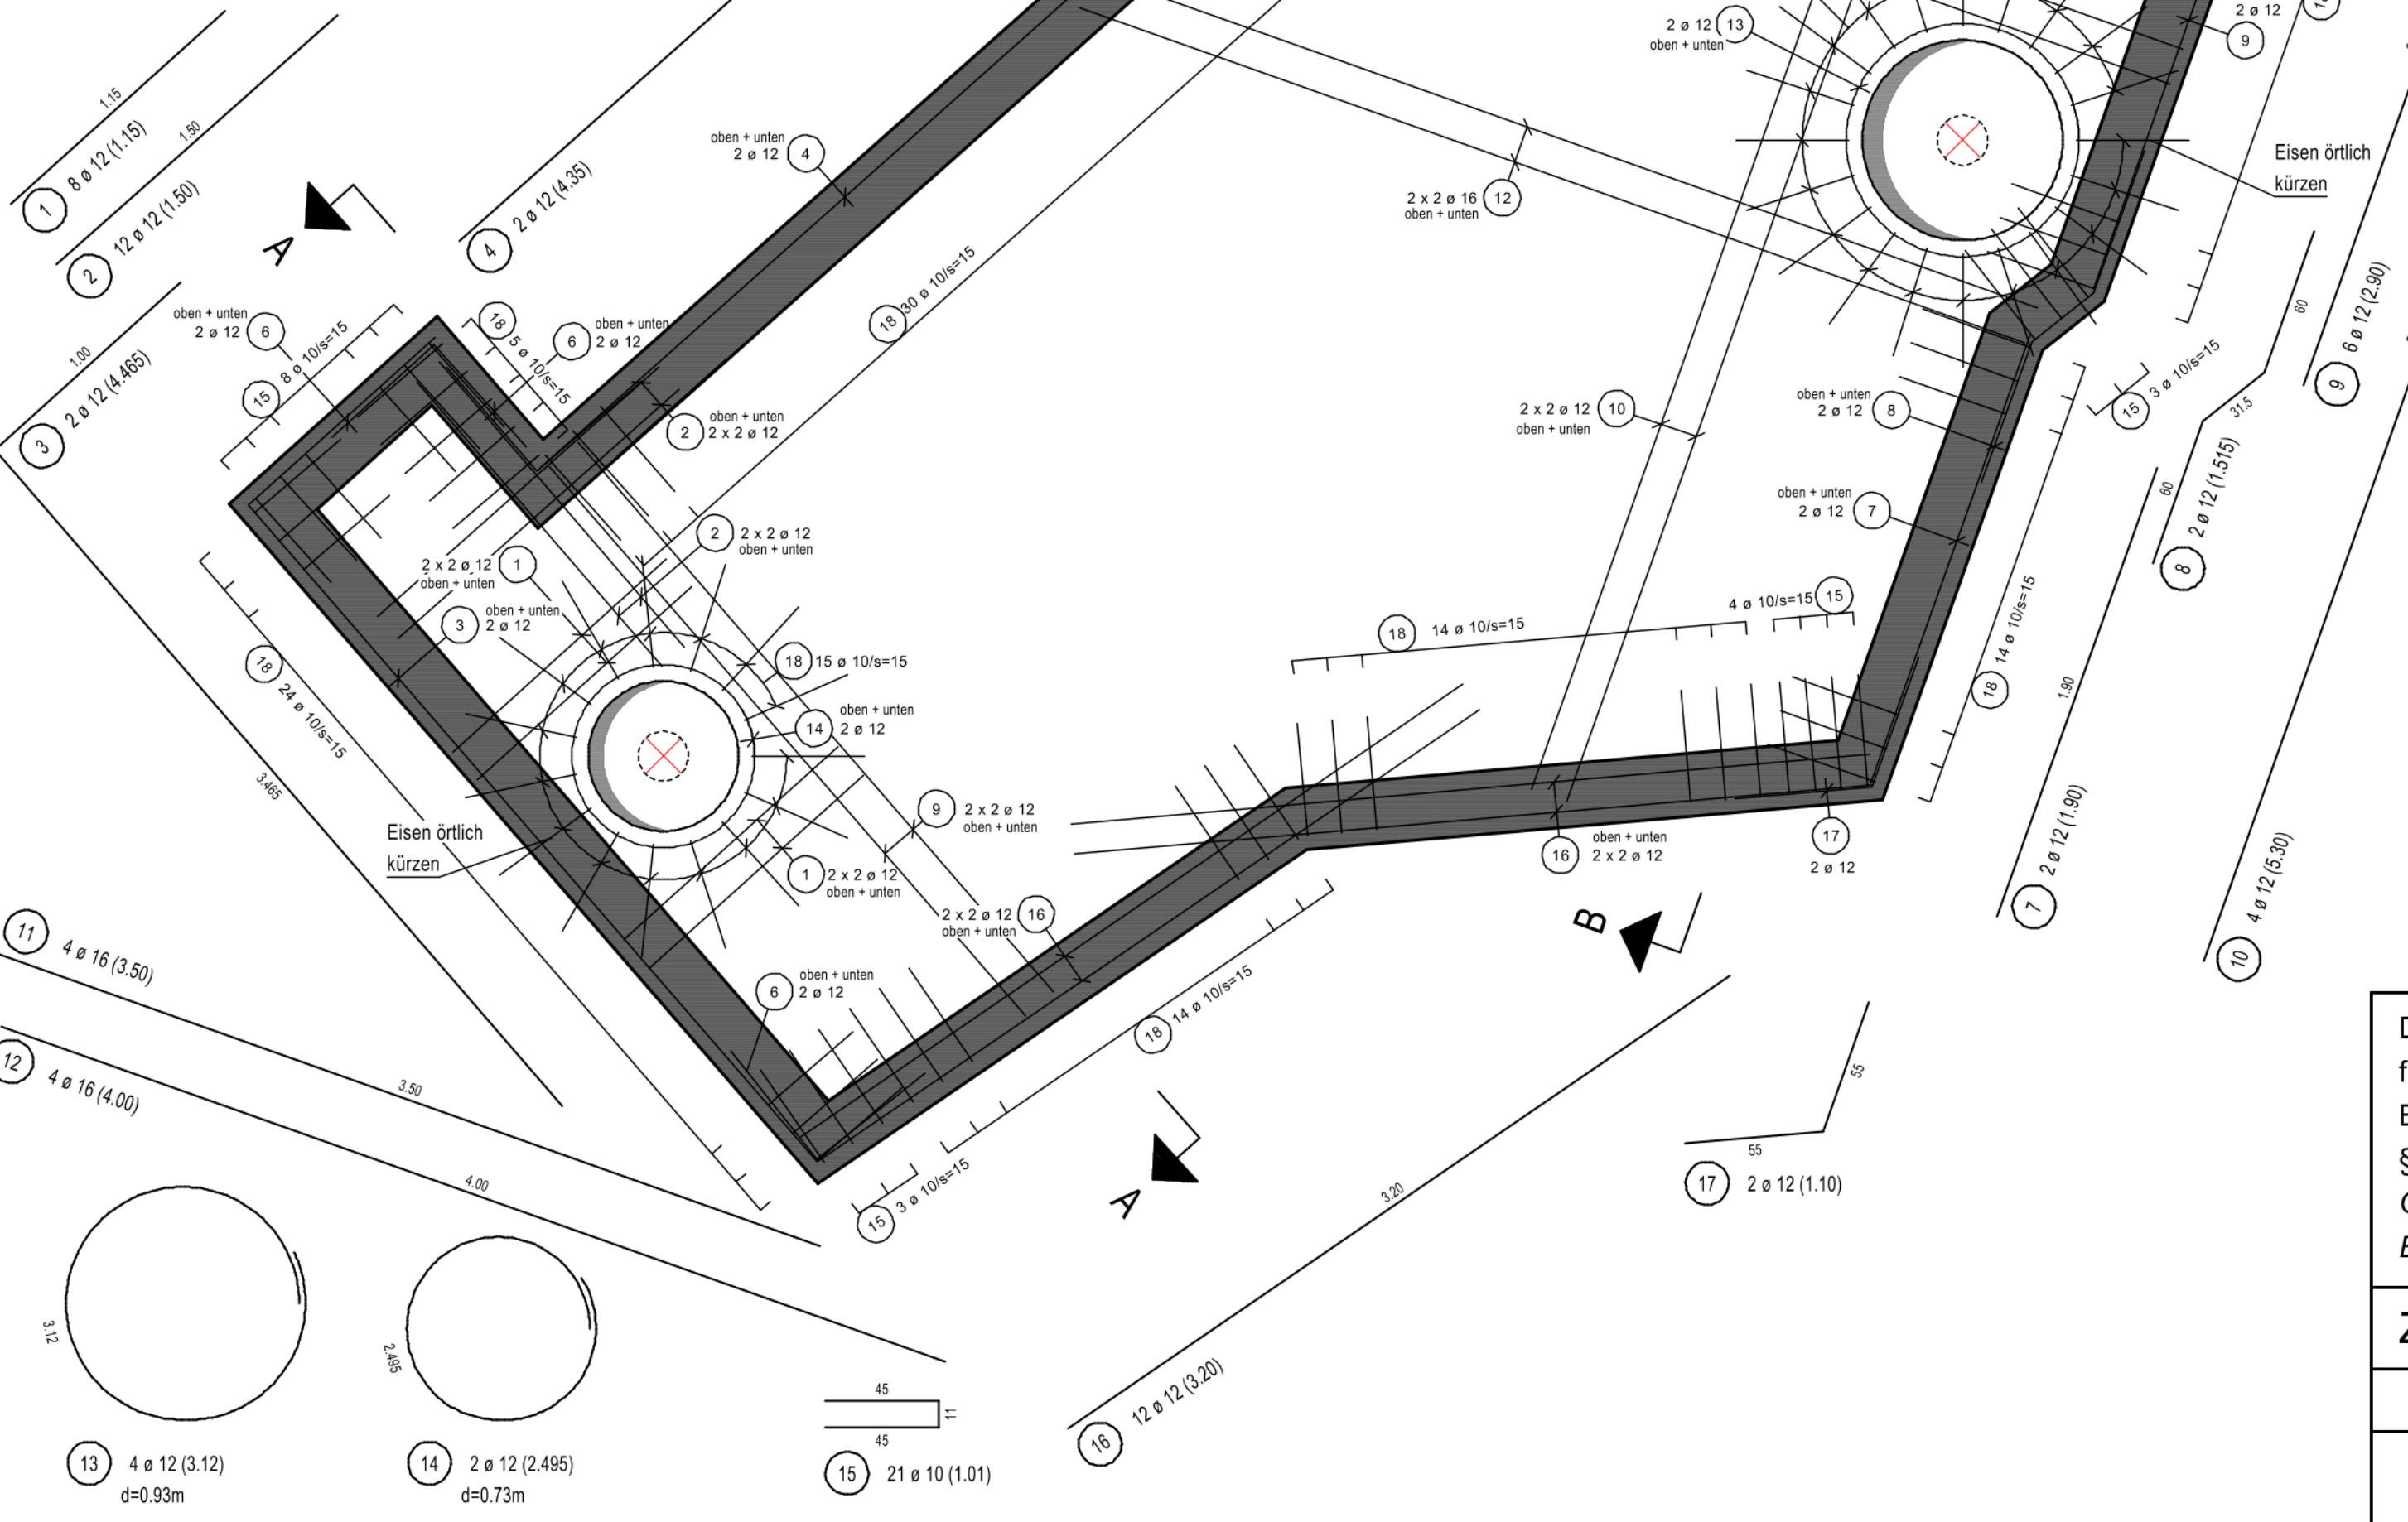 1.15
1 8 ø 12 (1.15)
1.50
2 12 ø 12 (1.50)
1.00
3 2 ø 12 (4.465)
3.465
A
4 2 ø 12 (4.35)
oben + unten
2 ø 12 4
18 30 ø 10/s=15
oben + unten
2 ø 12 6
15 8 ø 10/s=15
18 5 ø 10/s=15
oben + unten
6 2 ø 12
oben + unten
2 2 x 2 ø 12
2 2 x 2 ø 12
oben + unten
2 x 2 ø 12 1
oben + unten
oben + unten
3 2 ø 12
18 24 ø 10/s=15
18 15 ø 10/s=15
oben + unten
14 2 ø 12
9 2 x 2 ø 12
oben + unten
Eisen örtlich
kürzen
1 2 x 2 ø 12
oben + unten
2 x 2 ø 12 16
oben + unten
oben + unten
6 2 ø 12
18 14 ø 10/s=15
15 3 ø 10/s=15
A
2 ø 12 13
oben + unten
2 ø 12
9
Eisen örtlich
kürzen
2 x 2 ø 16 12
oben + unten
2 x 2 ø 12 10
oben + unten
oben + unten
2 ø 12 8
oben + unten
2 ø 12 7
15 3 ø 10/s=15
18 14 ø 10/s=15
18 14 ø 10/s=15
4 ø 10/s=15 15
16 oben + unten
2 x 2 ø 12
17
2 ø 12
B
60
31.5
60
8 2 ø 12 (1.515)
9 6 ø 12 (2.90)
1.90
7 2 ø 12 (1.90)
10 4 ø 12 (5.30)
11 4 ø 16 (3.50)
3.50
12 4 ø 16 (4.00)
4.00
3.12
13 4 ø 12 (3.12)
d=0.93m
2.495
14 2 ø 12 (2.495)
d=0.73m
45
11
45
15 21 ø 10 (1.01)
3.20
16 12 ø 12 (3.20)
55
55
17 2 ø 12 (1.10)